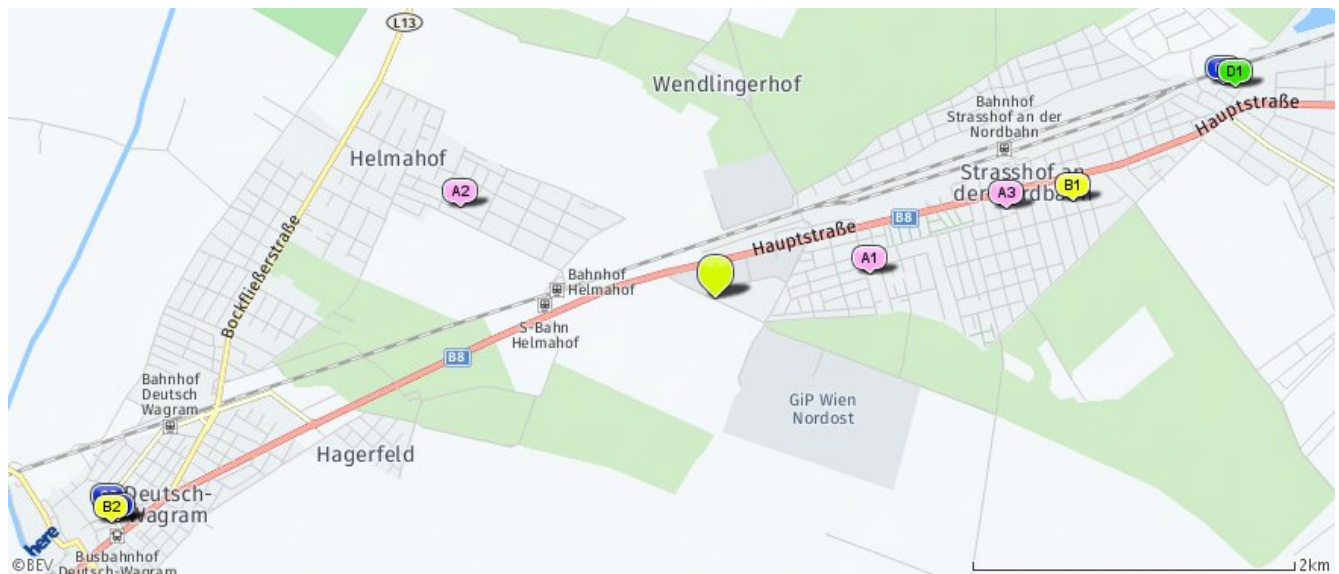 L13
Wendlingerhof
D1
Hauptstraße
Bahnhof
Strasshof an der
Nordbahn
Helmahof
A2
Strasshof an
der Nordbahn
A3
B1
B8
Hauptstraße
A1
Bockfließerstraße
Bahnhof
Helmahof
S-Bahn
Helmahof
B8
Bahnhof
Deutsch
Wagram
GiP Wien
Nordost
Hagerfeld
B2
Deutsch-
Wagram
here
Busbahnhof
Deutsch-Wagram
©BEV
2km